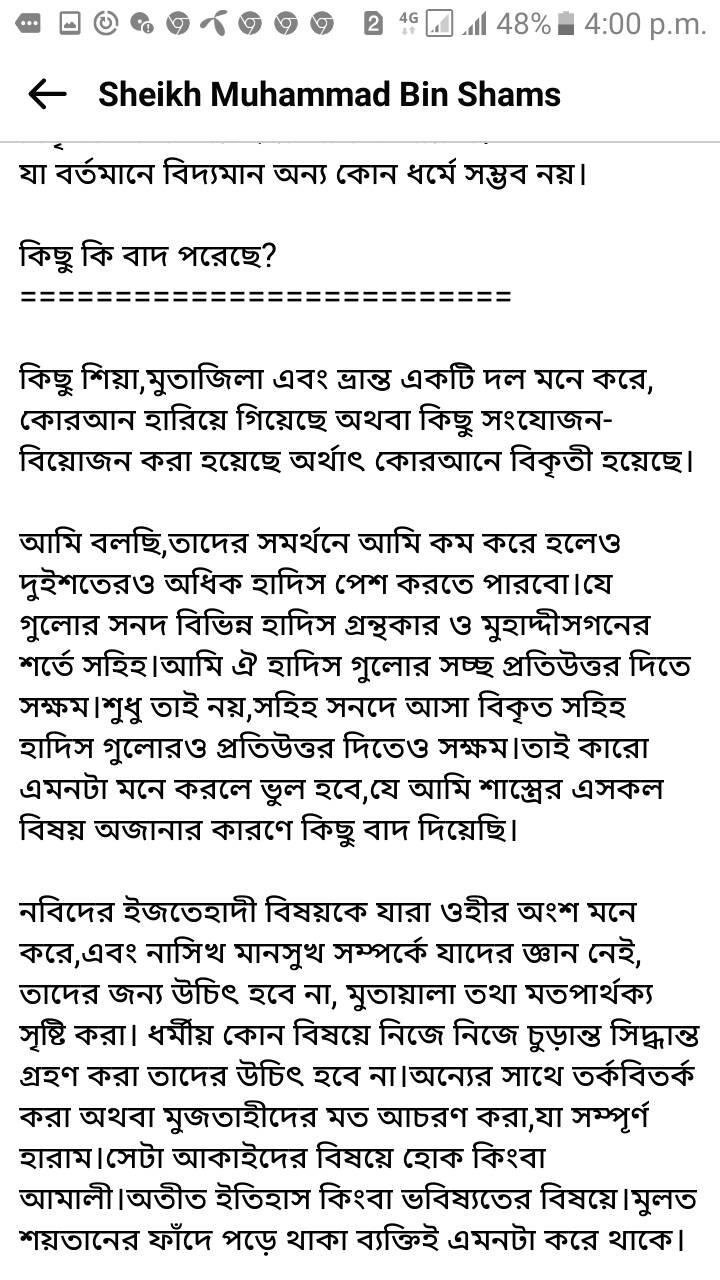 2 4G 48% 4:00 p.m.
Sheikh Muhammad Bin Shams
যা বর্তমানে বিদ্যমান অন্য কোন ধর্মে সম্ভব নয়।
কিছু কি বাদ পরেছে?
==========================
কিছু শিয়া,মুতাজিলা এবং ভ্রান্ত একটি দল মনে করে,
কোরআন হারিয়ে গিয়েছে অথবা কিছু সংযোজন-
বিয়োজন করা হয়েছে অর্থাৎ কোরআনে বিকৃতী হয়েছে।
আমি বলছি,তাদের সমর্থনে আমি কম করে হলেও
দুইশতেরও অধিক হাদিস পেশ করতে পারবো।যে
গুলোর সনদ বিভিন্ন হাদিস গ্রন্থকার ও মুহাদ্দীসগনের
শর্তে সহিহ।আমি ঐ হাদিস গুলোর সচ্ছ প্রতিউত্তর দিতে
সক্ষম।শুধু তাই নয়,সহিহ সনদে আসা বিকৃত সহিহ
হাদিস গুলোরও প্রতিউত্তর দিতেও সক্ষম।তাই কারো
এমনটা মনে করলে ভুল হবে,যে আমি শাস্ত্রের এসকল
বিষয় অজানার কারণে কিছু বাদ দিয়েছি।
নবিদের ইজতেহাদী বিষয়কে যারা ওহীর অংশ মনে
করে,এবং নাসিখ মানসুখ সম্পর্কে যাদের জ্ঞান নেই,
তাদের জন্য উচিৎ হবে না, মুতায়ালা তথা মতপার্থক্য
সৃষ্টি করা। ধর্মীয় কোন বিষয়ে নিজে নিজে চুড়ান্ত সিদ্ধান্ত
গ্রহণ করা তাদের উচিৎ হবে না।অন্যের সাথে তর্কবিতর্ক
করা অথবা মুজতাহীদের মত আচরণ করা,যা সম্পূর্ণ
হারাম।সেটা আকাইদের বিষয়ে হোক কিংবা
আমালী।অতীত ইতিহাস কিংবা ভবিষ্যতের বিষয়ে।মুলত
শয়তানের ফাঁদে পড়ে থাকা ব্যক্তিই এমনটা করে থাকে।